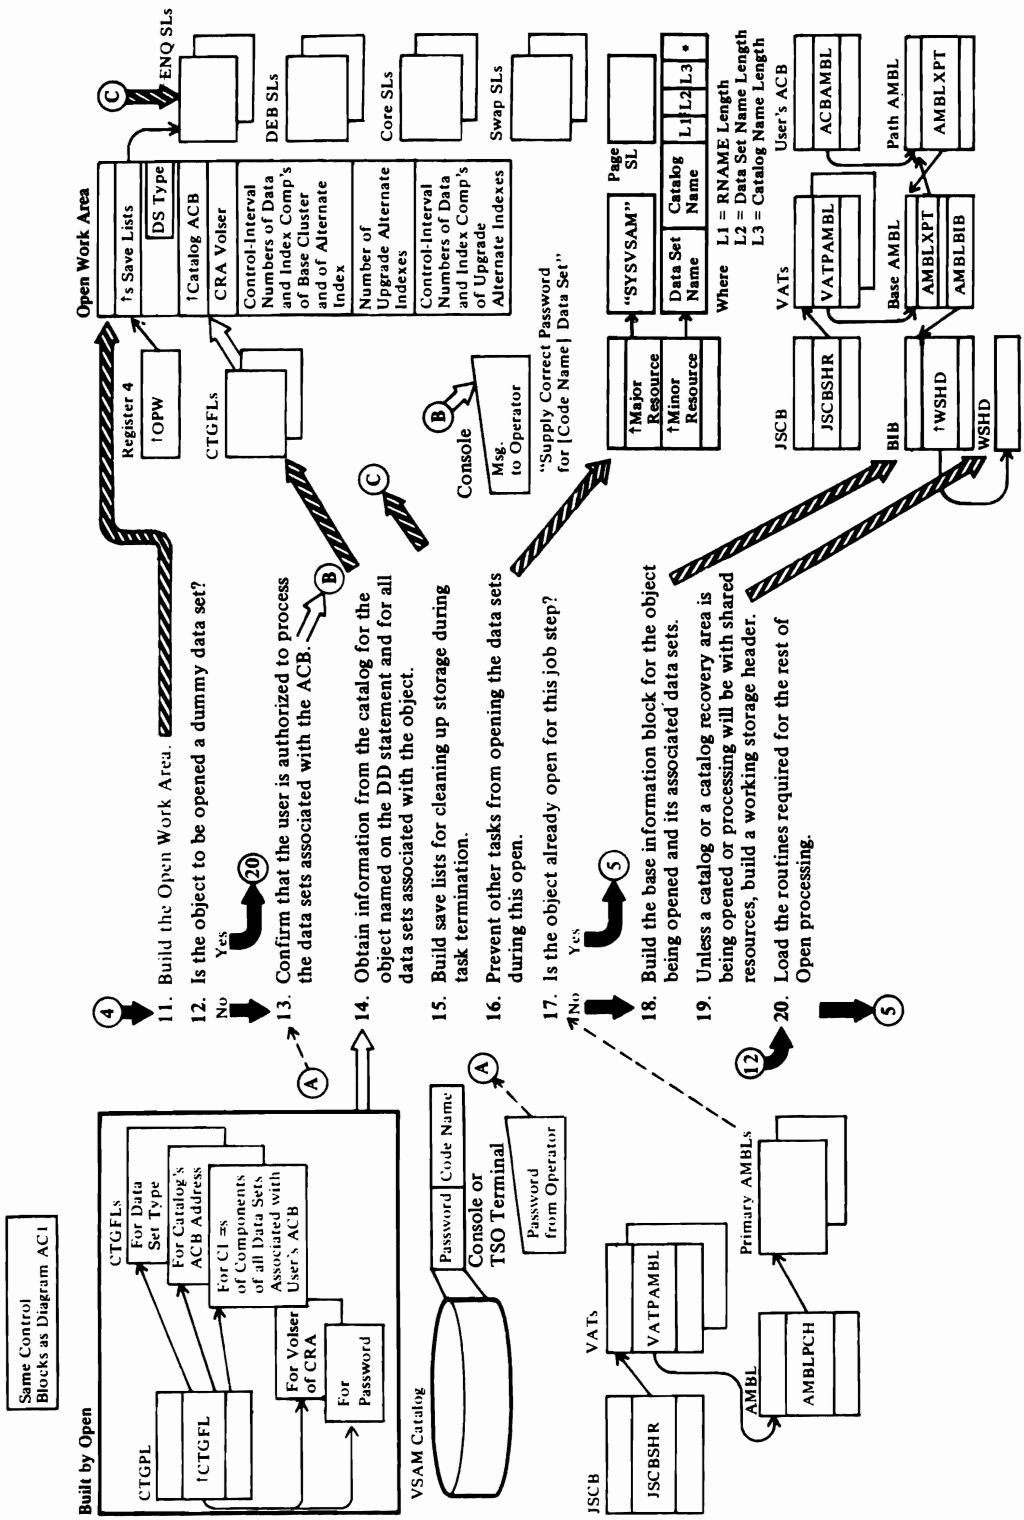 Same Control
Blocks as Diagram AC1
Built by Open
CTGPL
↑CTGFL
CTGFLs
For Data
Set Type
For Catalog's
ACB Address
For CI =s
of Components
of all Data Sets
Associated with
User's ACB
For Volser
of CRA
For
Password
VSAM Catalog
Password
Code Name
Console or
TSO Terminal
Password
from Operator
A
JSCB
JSCBSHR
VATs
VATPAMBL
AMBL
AMBLPCH
Primary AMBLs
4
11. Build the Open Work Area.
12. Is the object to be opened a dummy data set?
No
Yes
20
13. Confirm that the user is authorized to process
the data sets associated with the ACB.
B
A
14. Obtain information from the catalog for the
object named on the DD statement and for all
data sets associated with the object.
15. Build save lists for cleaning up storage during
task termination.
C
16. Prevent other tasks from opening the data sets
during this open.
17. Is the object already open for this job step?
No
Yes
5
18. Build the base information block for the object
being opened and its associated data sets.
19. Unless a catalog or a catalog recovery area is
being opened or processing will be with shared
resources, build a working storage header.
12
20. Load the routines required for the rest of
Open processing.
5
Open Work Area
Register 4
↑OPW
↑s Save Lists
DS Type
↑Catalog ACB
CRA Volser
Control-Interval
Numbers of Data
and Index Comp's
of Base Cluster
and of Alternate
Index
Number of
Upgrade Alternate
Indexes
Control-Interval
Numbers of Data
and Index Comp's
of Upgrade
Alternate Indexes
CTGFLs
C
ENQ SLs
DEB SLs
Core SLs
Swap SLs
Page
SL
B
Console
Msg.
to Operator
"Supply Correct Password
for [Code Name] Data Set"
↑Major
Resource
↑Minor
Resource
"SYSVSAM"
Data Set
Name
Catalog
Name
L1
L2
L3
*
Where L1 = RNAME Length
L2 = Data Set Name Length
L3 = Catalog Name Length
JSCB
JSCBSHR
VATs
VATPAMBL
User's ACB
ACBAMBL
BIB
↑WSHD
Base AMBL
AMBLXPT
AMBLBIB
Path AMBL
AMBLXPT
WSHD